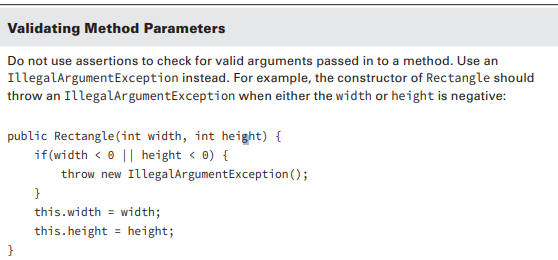 Validating Method Parameters
Do not use assertions to check for valid arguments passed in to a method. Use an
IllegalArgumentException instead. For example, the constructor of Rectangle should
throw an IllegalArgumentException when either the width or height is negative:
public Rectangle(int width, int height) {
    if(width < 0 || height < 0) {
        throw new IllegalArgumentException();
    }
    this.width = width;
    this.height = height;
}